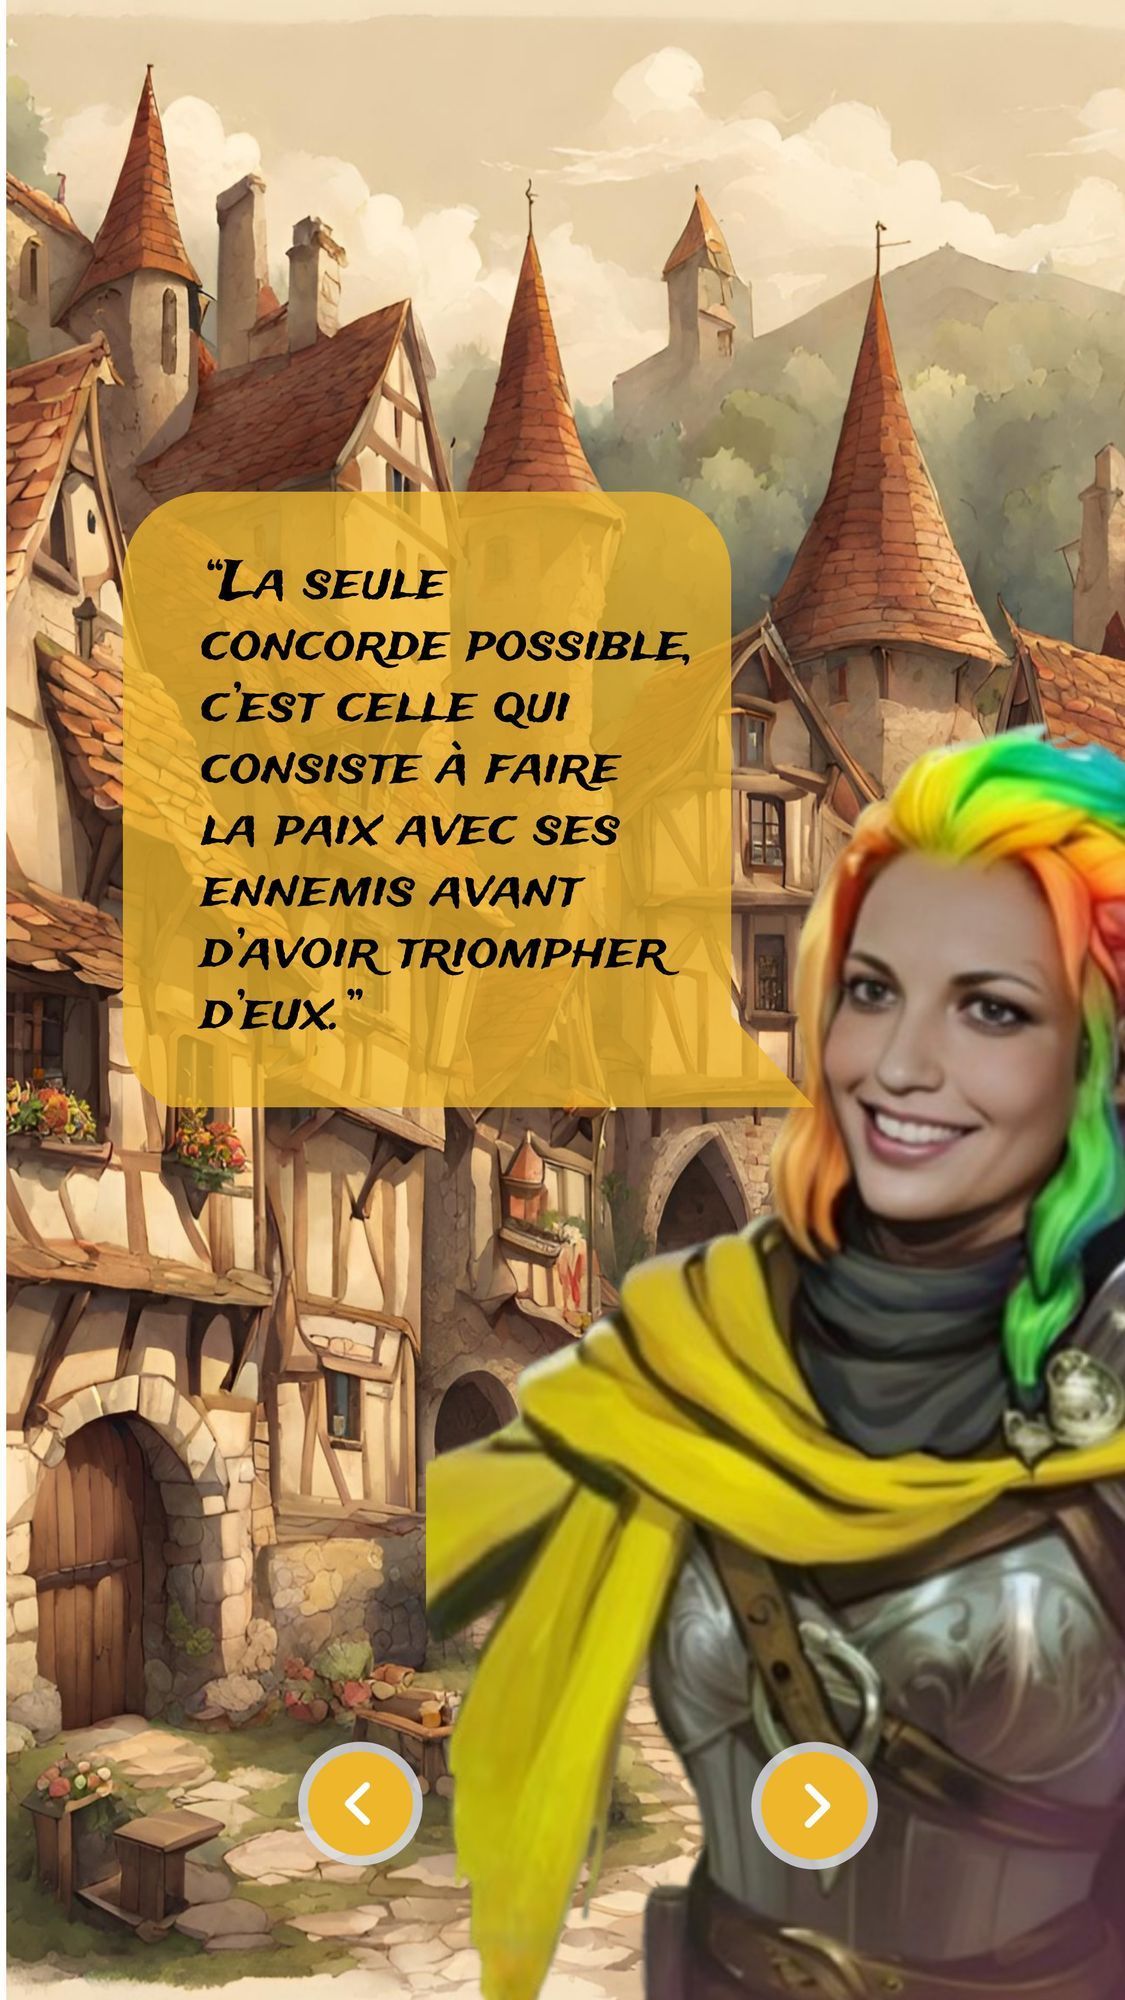 “La seule
concorde possible,
c’est celle qui
consiste à faire
la paix avec ses
ennemis avant
d’avoir triompher
d’eux.”